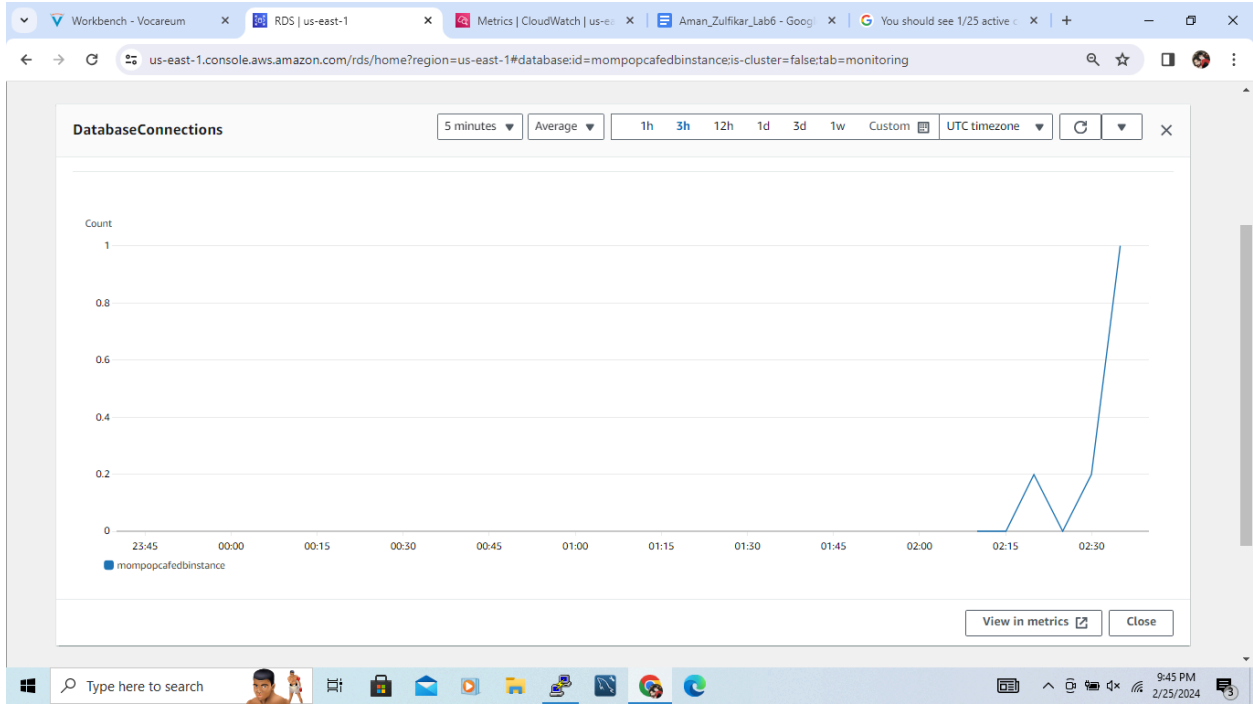 Workbench - Vocareum
RDS | us-east-1
Metrics | CloudWatch | us-ea
Aman_Zulfikar_Lab6 - Googl
You should see 1/25 active c
us-east-1.console.aws.amazon.com/rds/home?region=us-east-1#database:id=mompopcafedbinstance;is-cluster=false;tab=monitoring
DatabaseConnections
5 minutes
Average
1h 3h 12h 1d 3d 1w Custom
UTC timezone
Count
1
0.8
0.6
0.4
0.2
0
23:45 00:00 00:15 00:30 00:45 01:00 01:15 01:30 01:45 02:00 02:15 02:30
mompopcafedbinstance
View in metrics
Close
Type here to search
9:45 PM
2/25/2024
3